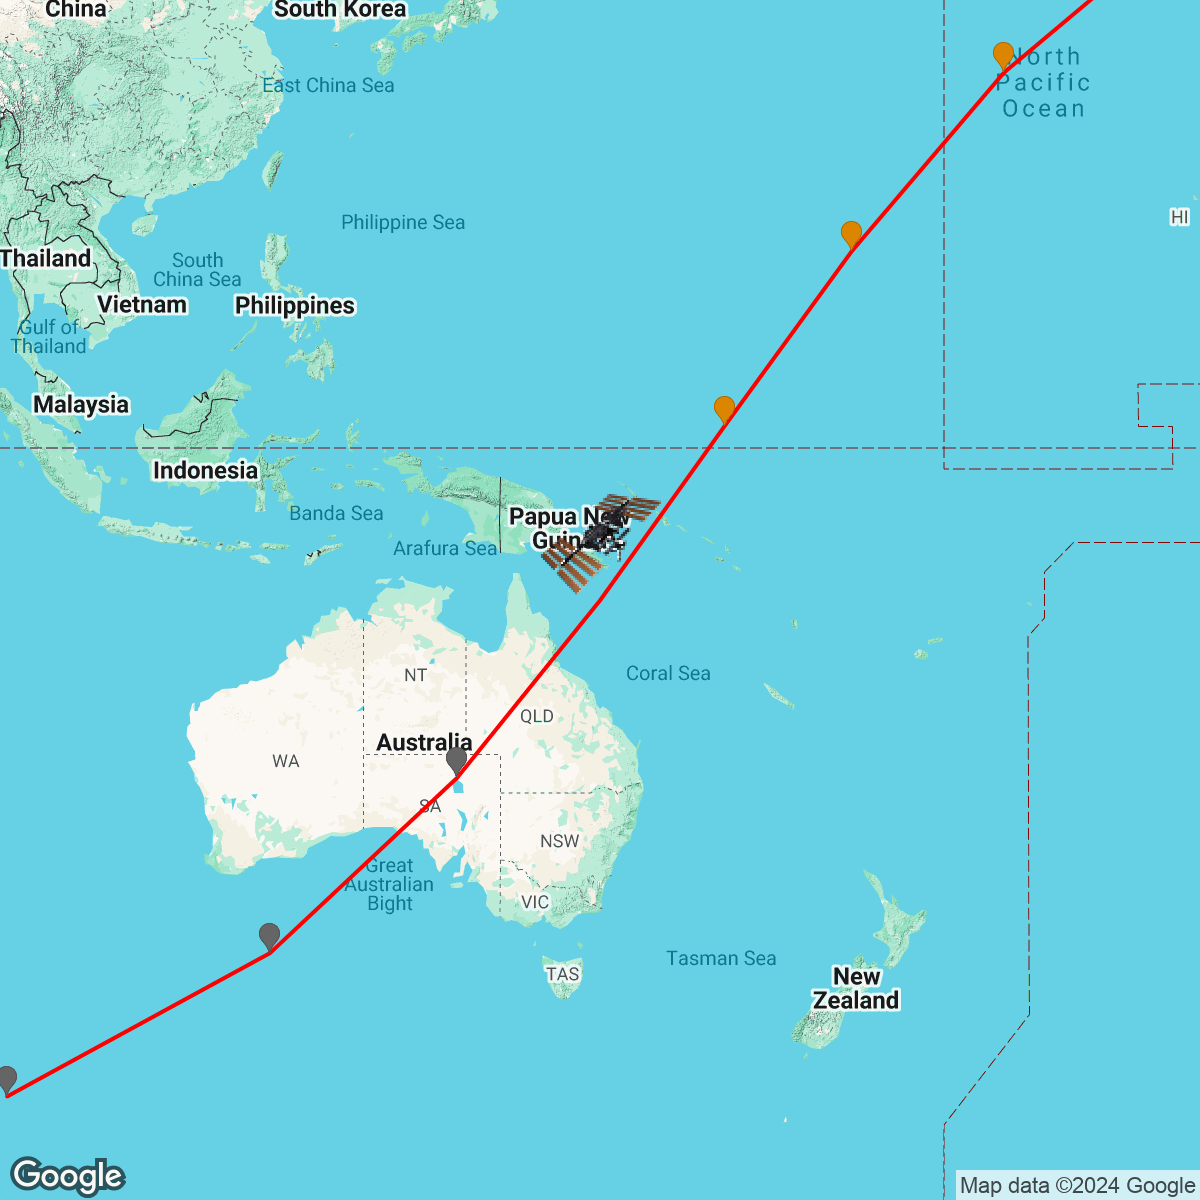 China
South Korea
East China Sea
North
Pacific
Ocean
Philippine Sea
HI
Thailand
South
China Sea
Vietnam
Philippines
Gulf of
Thailand
Malaysia
Indonesia
Banda Sea
Papua New
Guinea
Arafura Sea
Coral Sea
NT
QLD
Australia
WA
SA
NSW
Great
Australian
Bight
VIC
TAS
Tasman Sea
New
Zealand
Google
Map data ©2024 Google